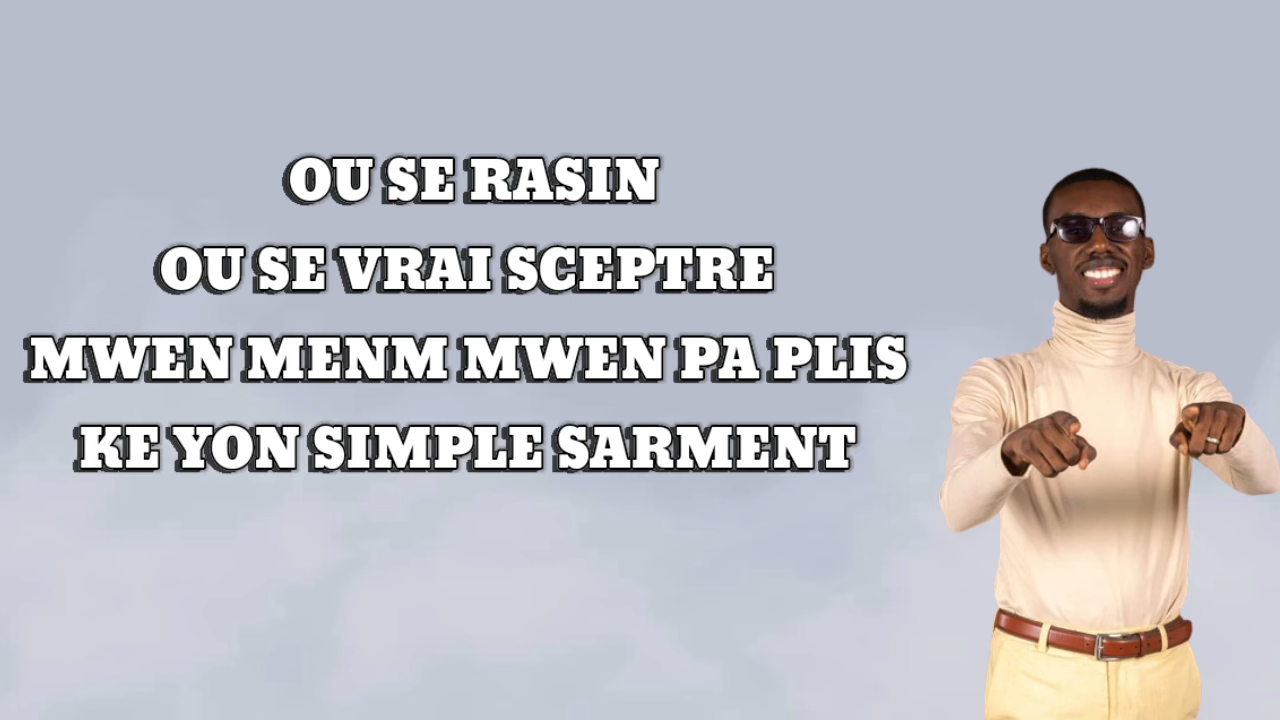 OU SE RASIN
OU SE VRAI SCEPTRE
MWEN MENM MWEN PA PLIS
KE YON SIMPLE SARMENT